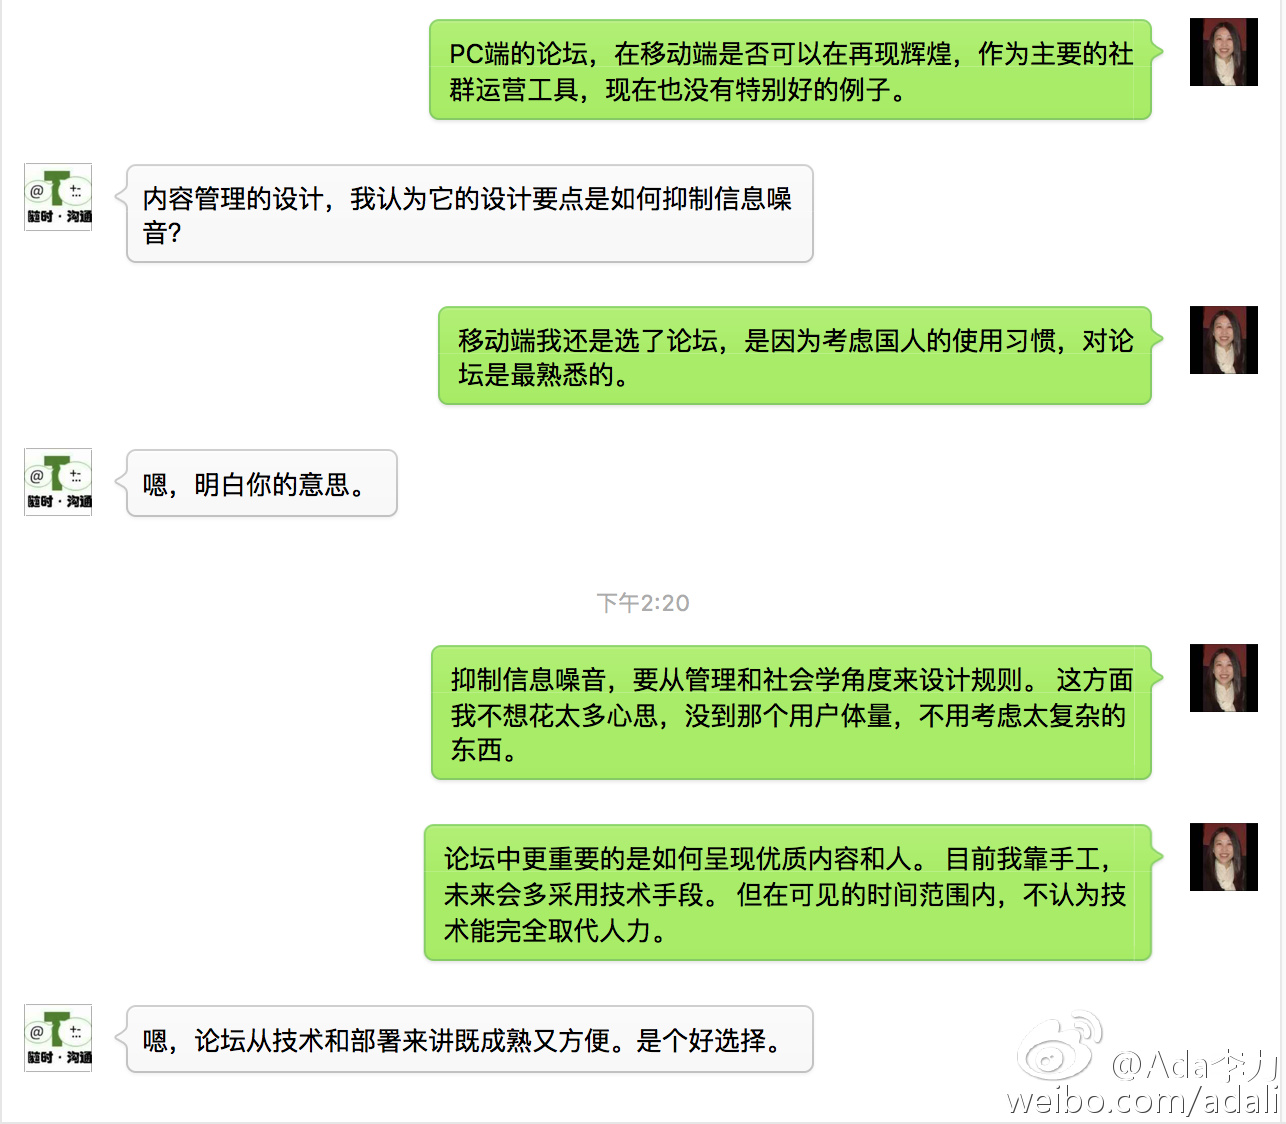 PC端的论坛，在移动端是否可以在再现辉煌，作为主要的社
群运营工具，现在也没有特别好的例子。
@ T +-::
随时·沟通
内容管理的设计，我认为它的设计要点是如何抑制信息噪
音?
移动端我还是选了论坛，是因为考虑国人的使用习惯，对论
坛是最熟悉的。
@ T +-::
随时·沟通
嗯，明白你的意思。
下午2:20
抑制信息噪音，要从管理和社会学角度来设计规则。 这方面
我不想花太多心思，没到那个用户体量，不用考虑太复杂的
东西。
论坛中更重要的是如何呈现优质内容和人。 目前我靠手工，
未来会多采用技术手段。 但在可见的时间范围内，不认为技
术能完全取代人力。
@ T +-::
随时·沟通
嗯，论坛从技术和部署来讲既成熟又方便。是个好选择。
@Ada李力
weibo.com/adali